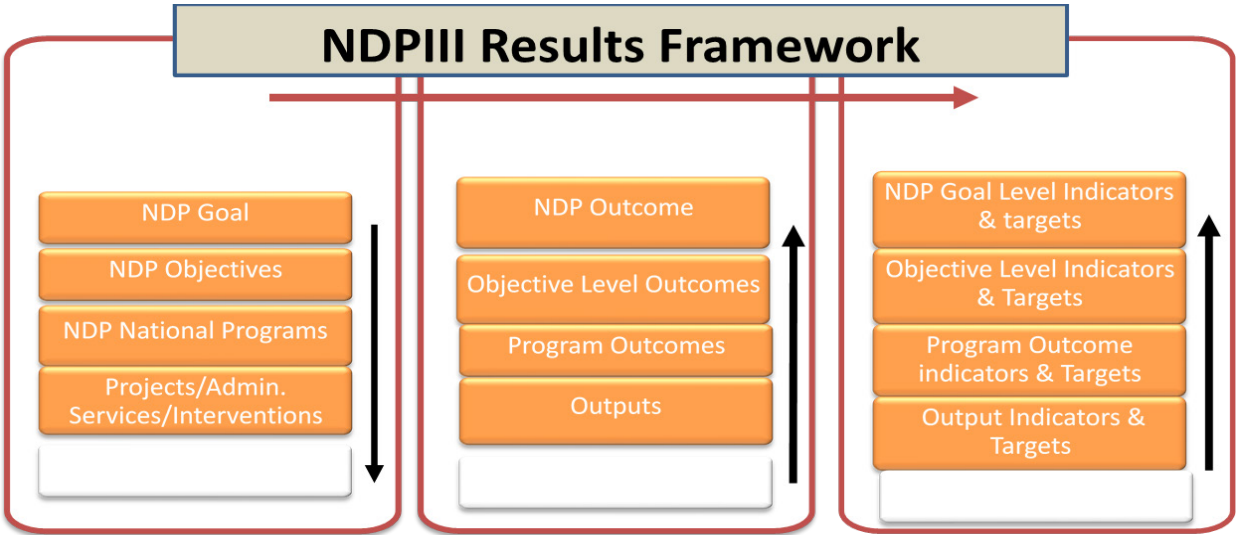 NDPIII Results Framework
NDP Goal
NDP Objectives
NDP National Programs
Projects/Admin.
Services/Interventions
NDP Outcome
Objective Level Outcomes
Program Outcomes
Outputs
NDP Goal Level Indicators
& targets
Objective Level Indicators
& Targets
Program Outcome
indicators & Targets
Output Indicators &
Targets